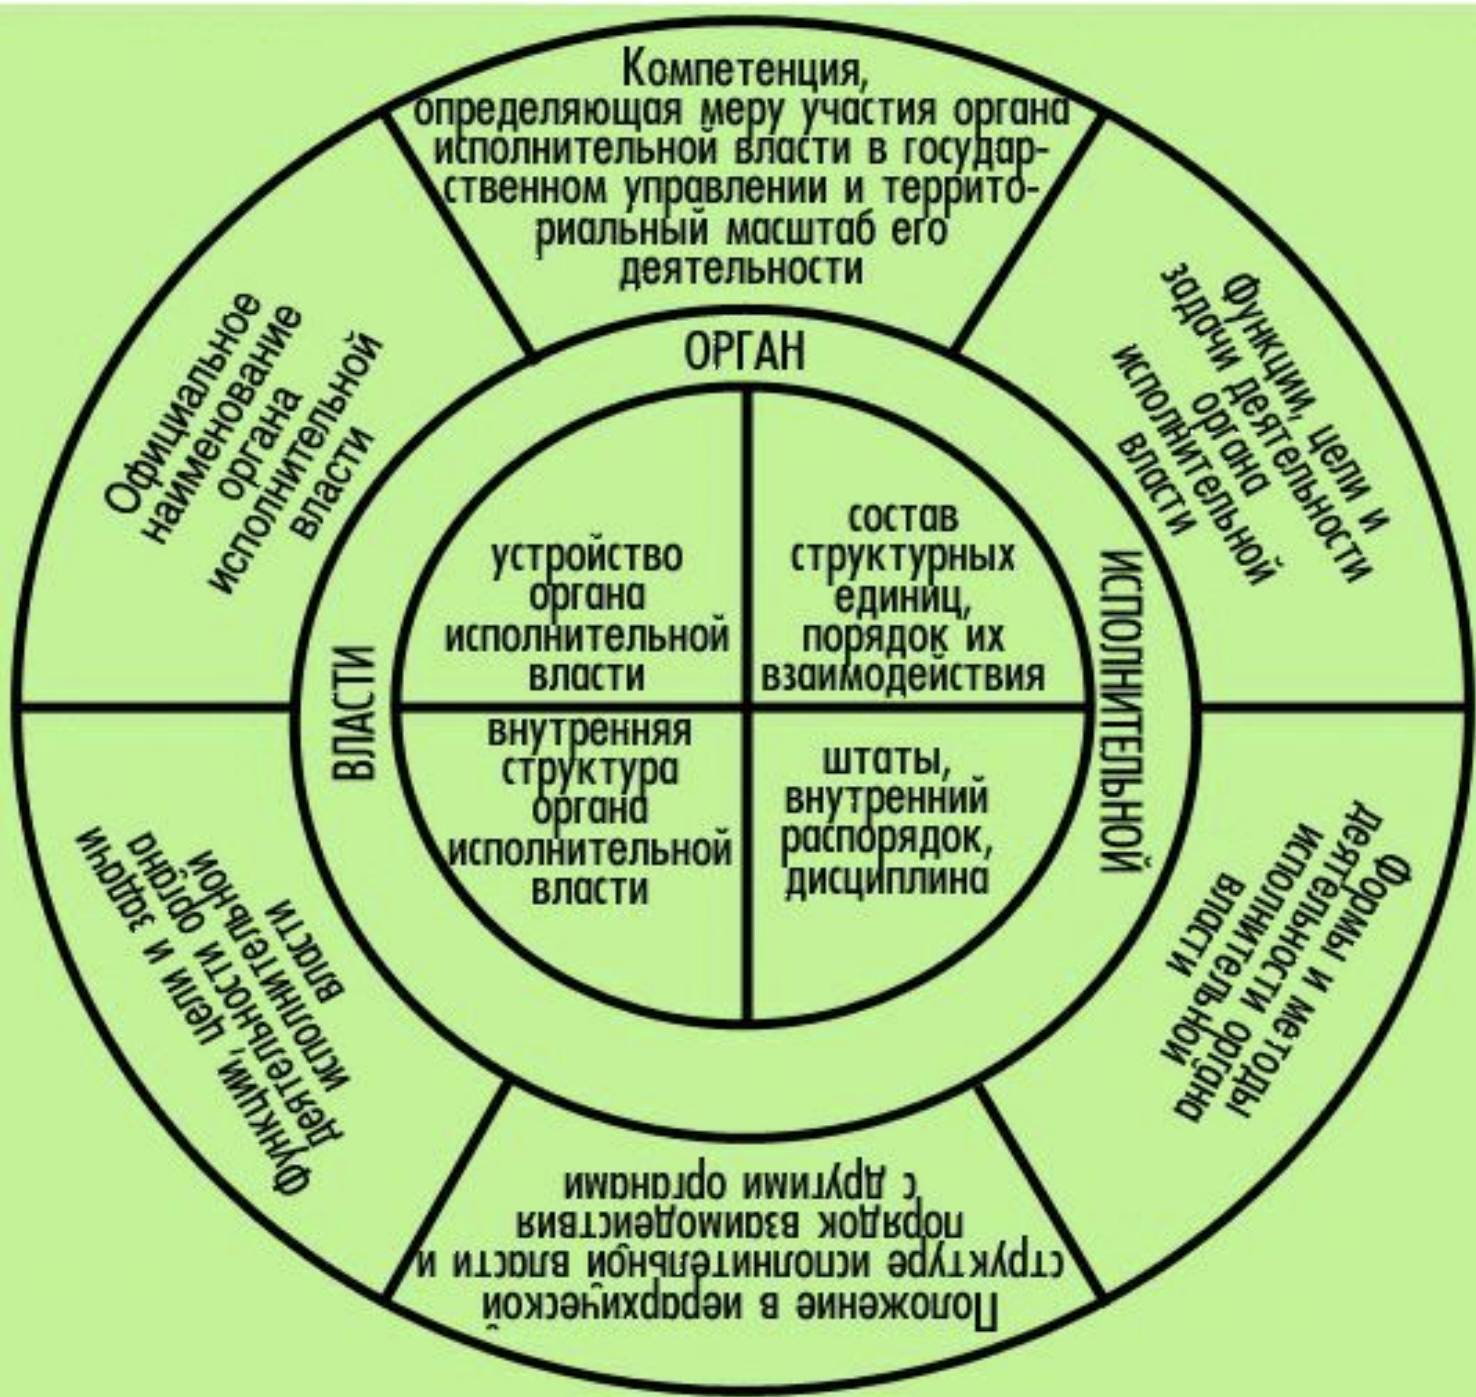 Компетенция,
определяющая меру участия органа
исполнительной власти в государ-
ственном управлении и террито-
риальный масштаб его
деятельности
Функции, цели и
задачи деятельности
органа
исполнительной
власти
Формы и методы
деятельности органа
исполнительной
власти
Положение в иерархической
структуре исполнительной власти и
порядок взаимодействия
с другими органами
Функции, цели и задачи
деятельности органа
исполнительной
власти
Официальное
наименование
органа
исполнительной
власти
ОРГАН
ИСПОЛНИТЕЛЬНОЙ
ВЛАСТИ
устройство
органа
исполнительной
власти
состав
структурных
единиц,
порядок их
взаимодействия
внутренняя
структура
органа
исполнительной
власти
штаты,
внутренний
распорядок,
дисциплина